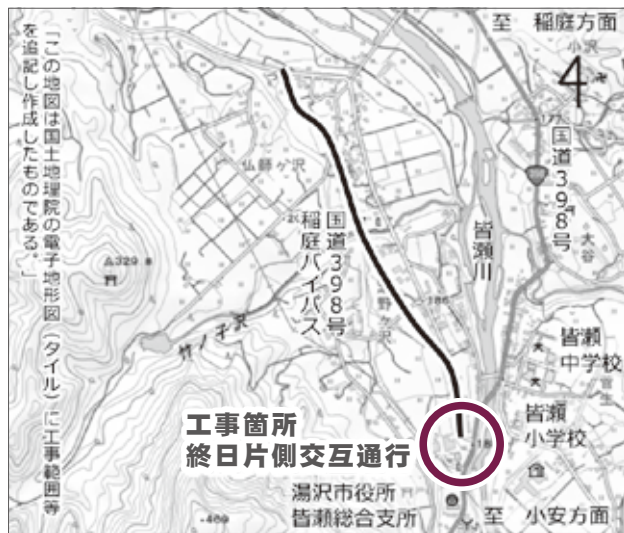 至 稲庭方面
小沢
4
177
国道398号
大谷
「この地図は国土地理院の電子地形図(タイル)に工事範囲等
を追記し作成したものである。」
仏師ヶ沢
国道398号
稲庭バイパス
皆瀬川
野ヶ沢
186
△329
竹ノ子沢
皆瀬
中学校
皆瀬
小学校
工事箇所
終日片側交互通行
湯沢市役所
皆瀬総合支所
至 小安方面